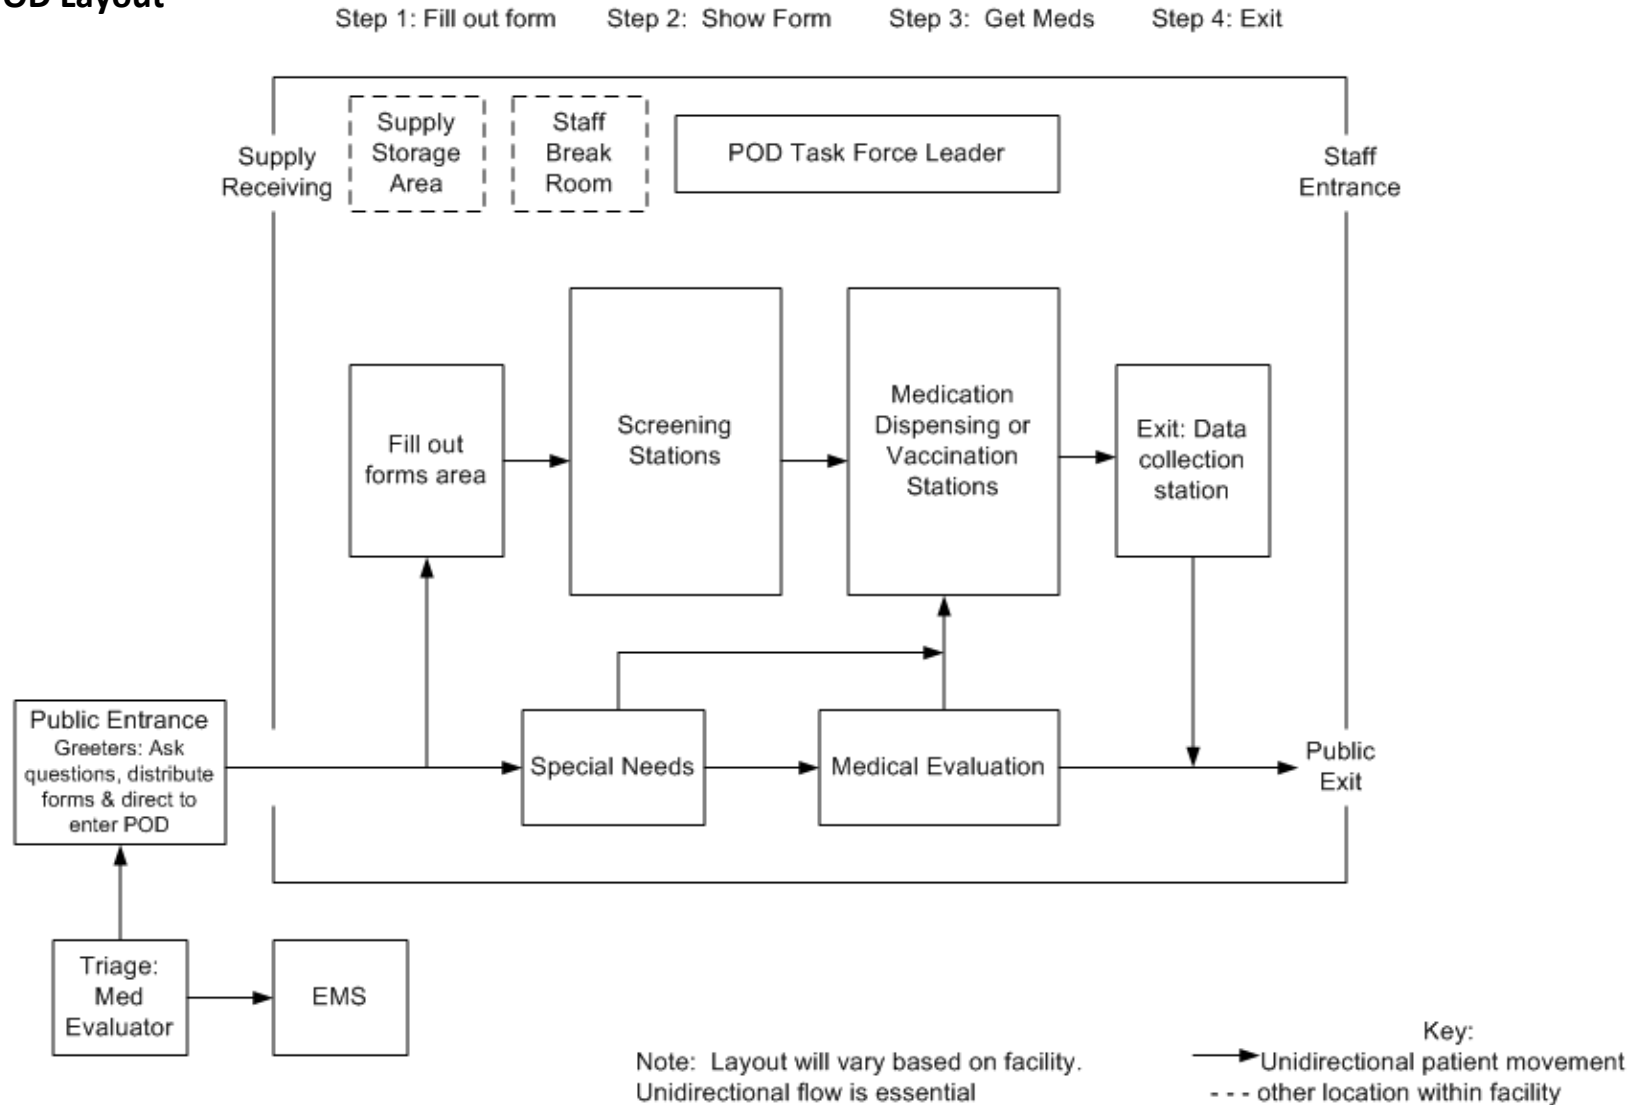 OD Layout
Step 1: Fill out form
Step 2:  Show Form
Step 3:  Get Meds
Step 4: Exit
Supply
Storage
Area
Staff
Break
Room
POD Task Force Leader
Supply
Receiving
Staff
Entrance
Fill out
forms area
Screening
Stations
Medication
Dispensing or
Vaccination
Stations
Exit: Data
collection
station
Public Entrance
Greeters: Ask
questions, distribute
forms & direct to
enter POD
Special Needs
Medical Evaluation
Public
Exit
Triage:
Med
Evaluator
EMS
Note:  Layout will vary based on facility.
Unidirectional flow is essential
Key:
Unidirectional patient movement
--- other location within facility